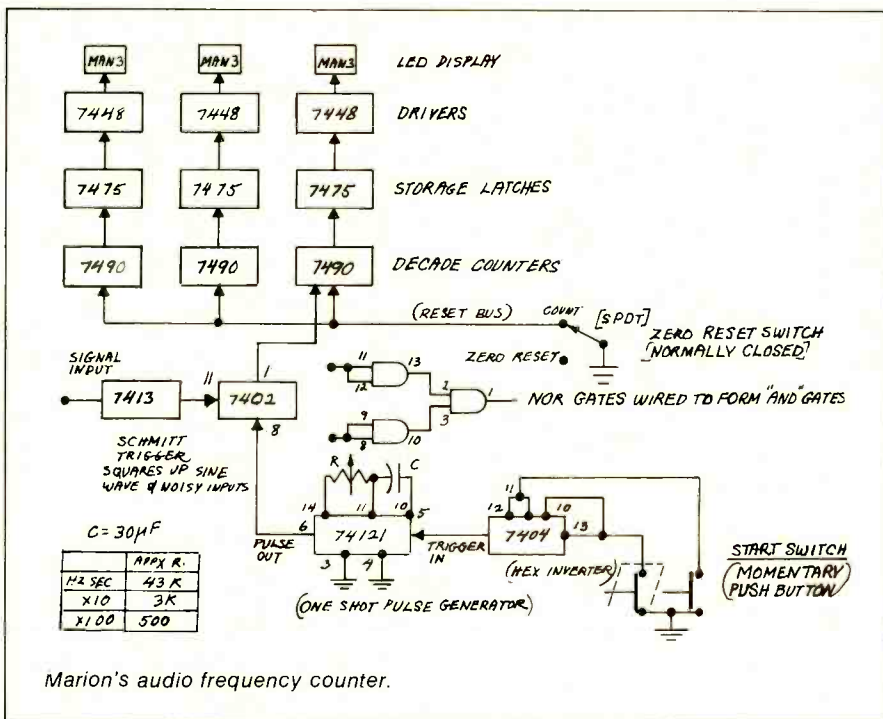 MAN3 MAN3 MAN3 LED DISPLAY
7448 7448 7448 DRIVERS
7475 7475 7475 STORAGE LATCHES
7490 7490 7490 DECADE COUNTERS
(RESET BUS)
COUNT
[SPDT]
ZERO RESET SWITCH
[NORMALLY CLOSED]
ZERO RESET
SIGNAL
INPUT
7413
11
1
7402
8
SCHMITT
TRIGGER
SQUARES UP SINE
WAVE & NOISY INPUTS
11
12
13
2
3
1
9
8
10
NOR GATES WIRED TO FORM "AND" GATES
R
C
14
11
10
5
6
74121
3
4
PULSE
OUT
TRIGGER
IN
(ONE SHOT PULSE GENERATOR)
11
12
10
13
7404
(HEX INVERTER)
START SWITCH
(MOMENTARY
PUSH BUTTON)
C = 30µF
APPX R.
HZ SEC 43 K
X10 3K
X100 500
Marion's audio frequency counter.